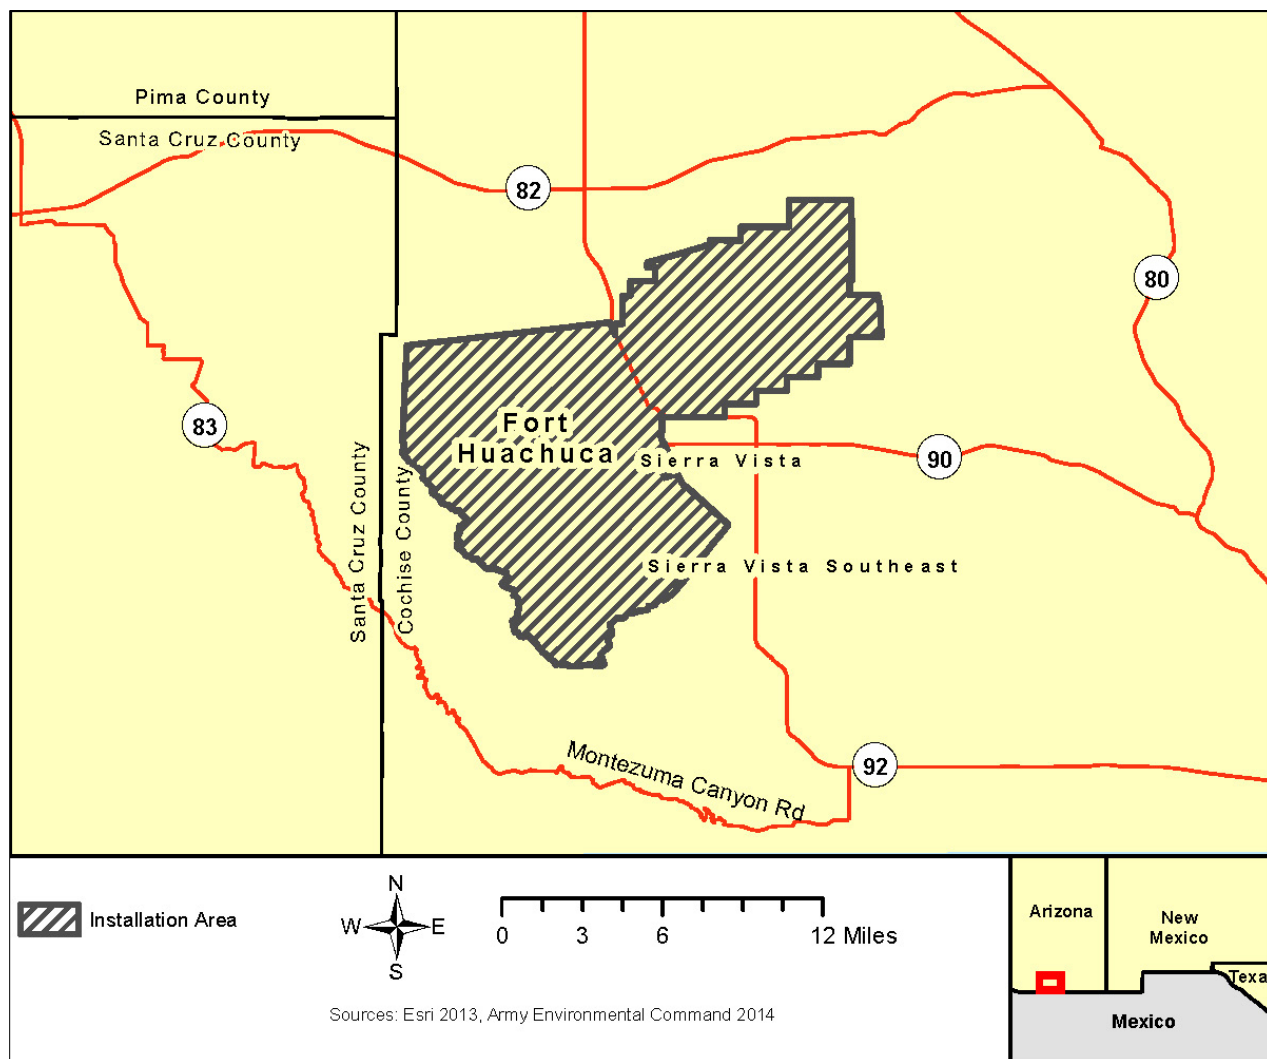 Pima County
Santa Cruz County
82
80
83
Fort
Huachuca
Sierra Vista
90
Santa Cruz County
Cochise County
Sierra Vista Southeast
Montezuma Canyon Rd
92
Installation Area
N
W
E
S
0
3
6
12 Miles
Sources: Esri 2013, Army Environmental Command 2014
Arizona
New
Mexico
Texa
Mexico